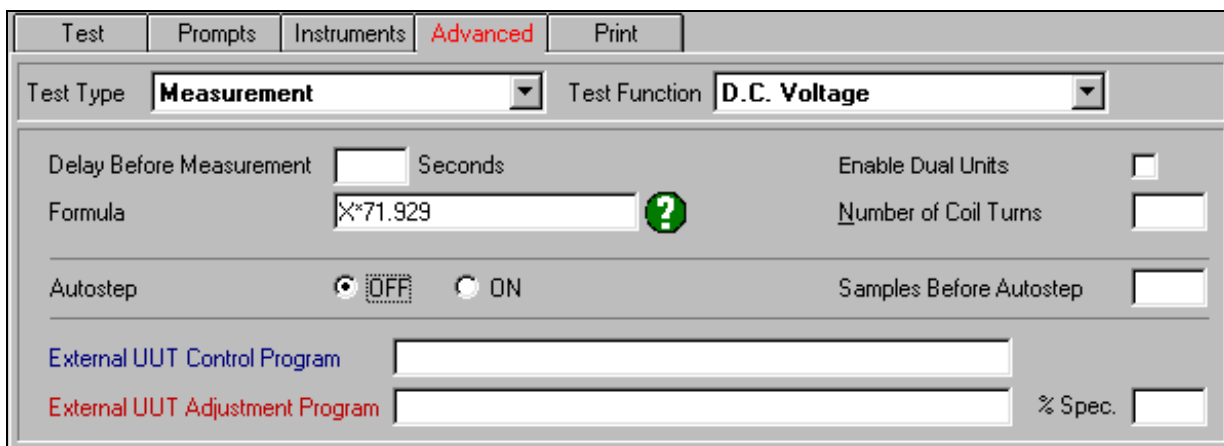 Test Prompts Instruments Advanced Print
Test Type Measurement Test Function D.C. Voltage
Delay Before Measurement Seconds Enable Dual Units
Formula X*71.929 ? Number of Coil Turns
Autostep OFF ON Samples Before Autostep
External UUT Control Program
External UUT Adjustment Program % Spec.